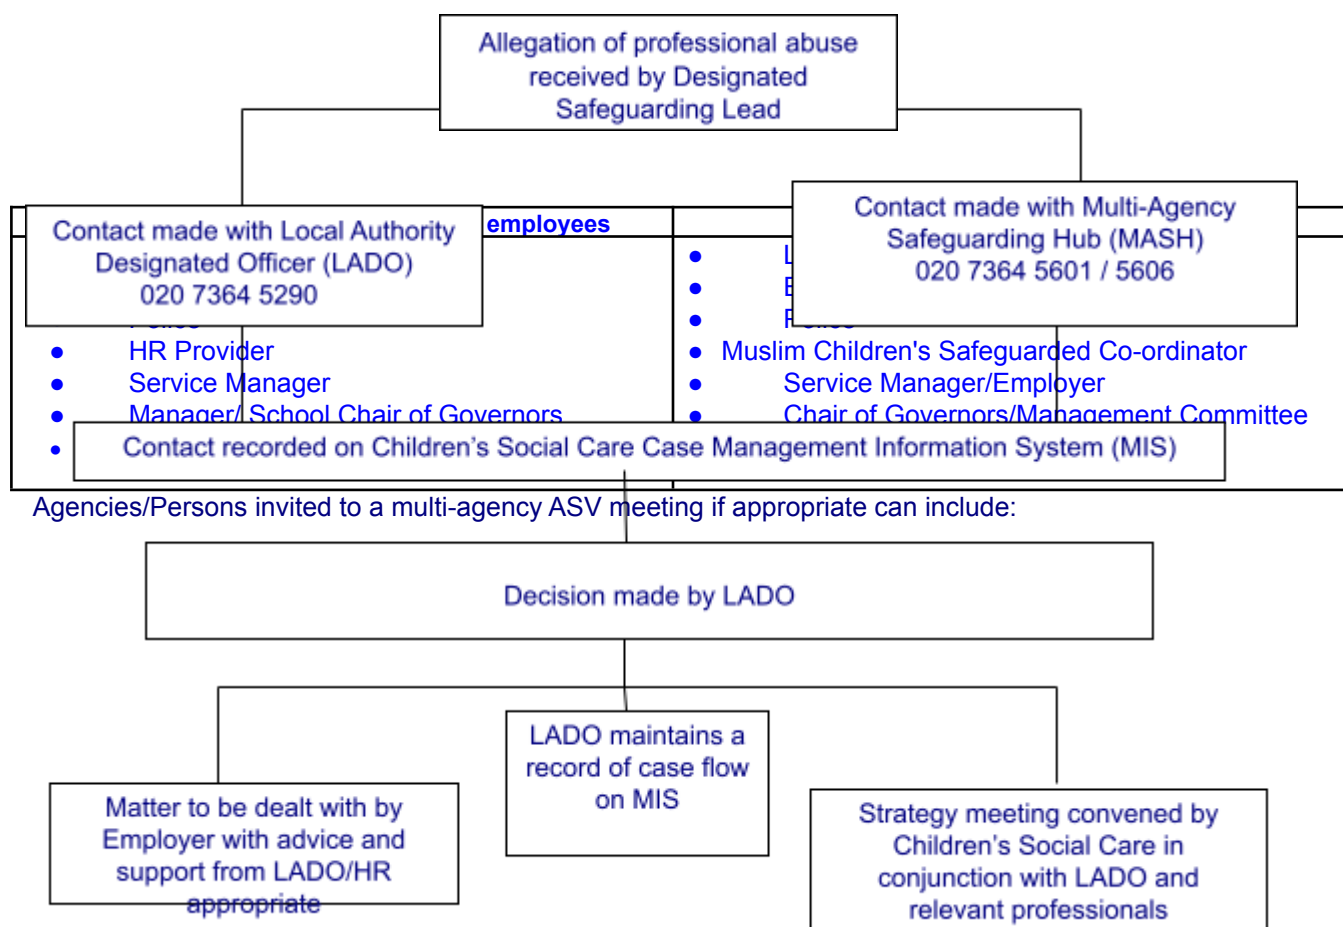 Allegation of professional abuse
received by Designated
Safeguarding Lead
employees
Contact made with Local Authority
Designated Officer (LADO)
020 7364 5290
Contact made with Multi-Agency
Safeguarding Hub (MASH)
020 7364 5601 / 5606
● HR Provider
● Service Manager
● Manager/ School Chair of Governors
●
● L
● E
● Police
● Muslim Children's Safeguarded Co-ordinator
● Service Manager/Employer
● Chair of Governors/Management Committee
Contact recorded on Children’s Social Care Case Management Information System (MIS)
Agencies/Persons invited to a multi-agency ASV meeting if appropriate can include:
Decision made by LADO
Matter to be dealt with by
Employer with advice and
support from LADO/HR
appropriate
LADO maintains a
record of case flow
on MIS
Strategy meeting convened by
Children’s Social Care in
conjunction with LADO and
relevant professionals